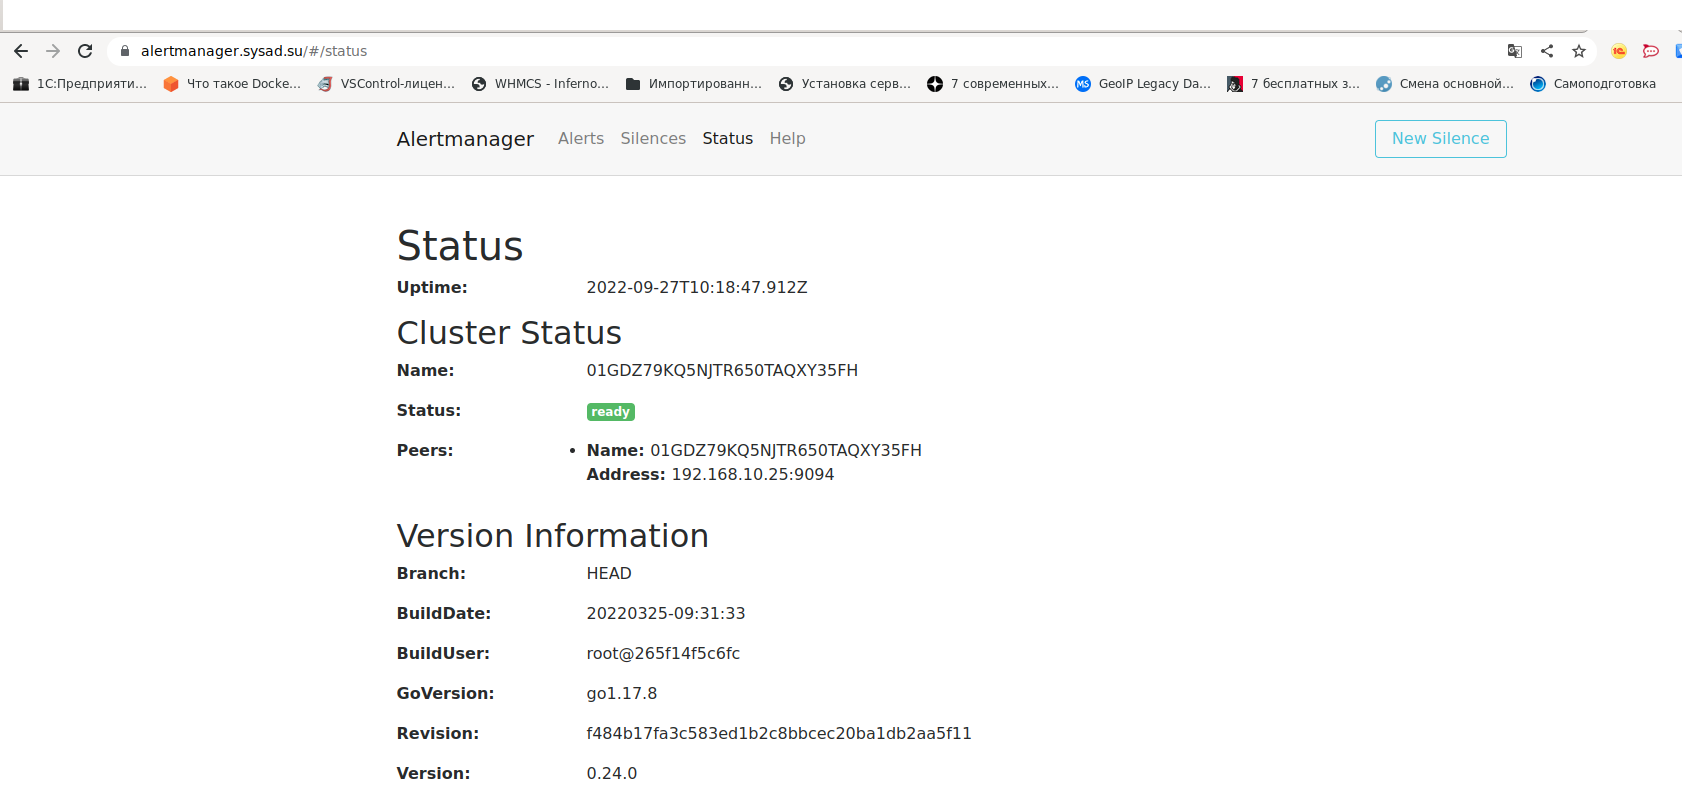 alertmanager.sysad.su/#/status
1С:Предприяти... Что такое Docke... VSControl-лицен... WHMCS - Inferno... Импортированн... Установка серв... 7 современных... GeoIP Legacy Da... 7 бесплатных з... Смена основной... Самоподготовка
Alertmanager Alerts Silences Status Help New Silence
Status
Uptime: 2022-09-27T10:18:47.912Z
Cluster Status
Name: 01GDZ79KQ5NJTR650TAQXY35FH
Status: ready
Peers: • Name: 01GDZ79KQ5NJTR650TAQXY35FH
Address: 192.168.10.25:9094
Version Information
Branch: HEAD
BuildDate: 20220325-09:31:33
BuildUser: root@265f14f5c6fc
GoVersion: go1.17.8
Revision: f484b17fa3c583ed1b2c8bbcec20ba1db2aa5f11
Version: 0.24.0